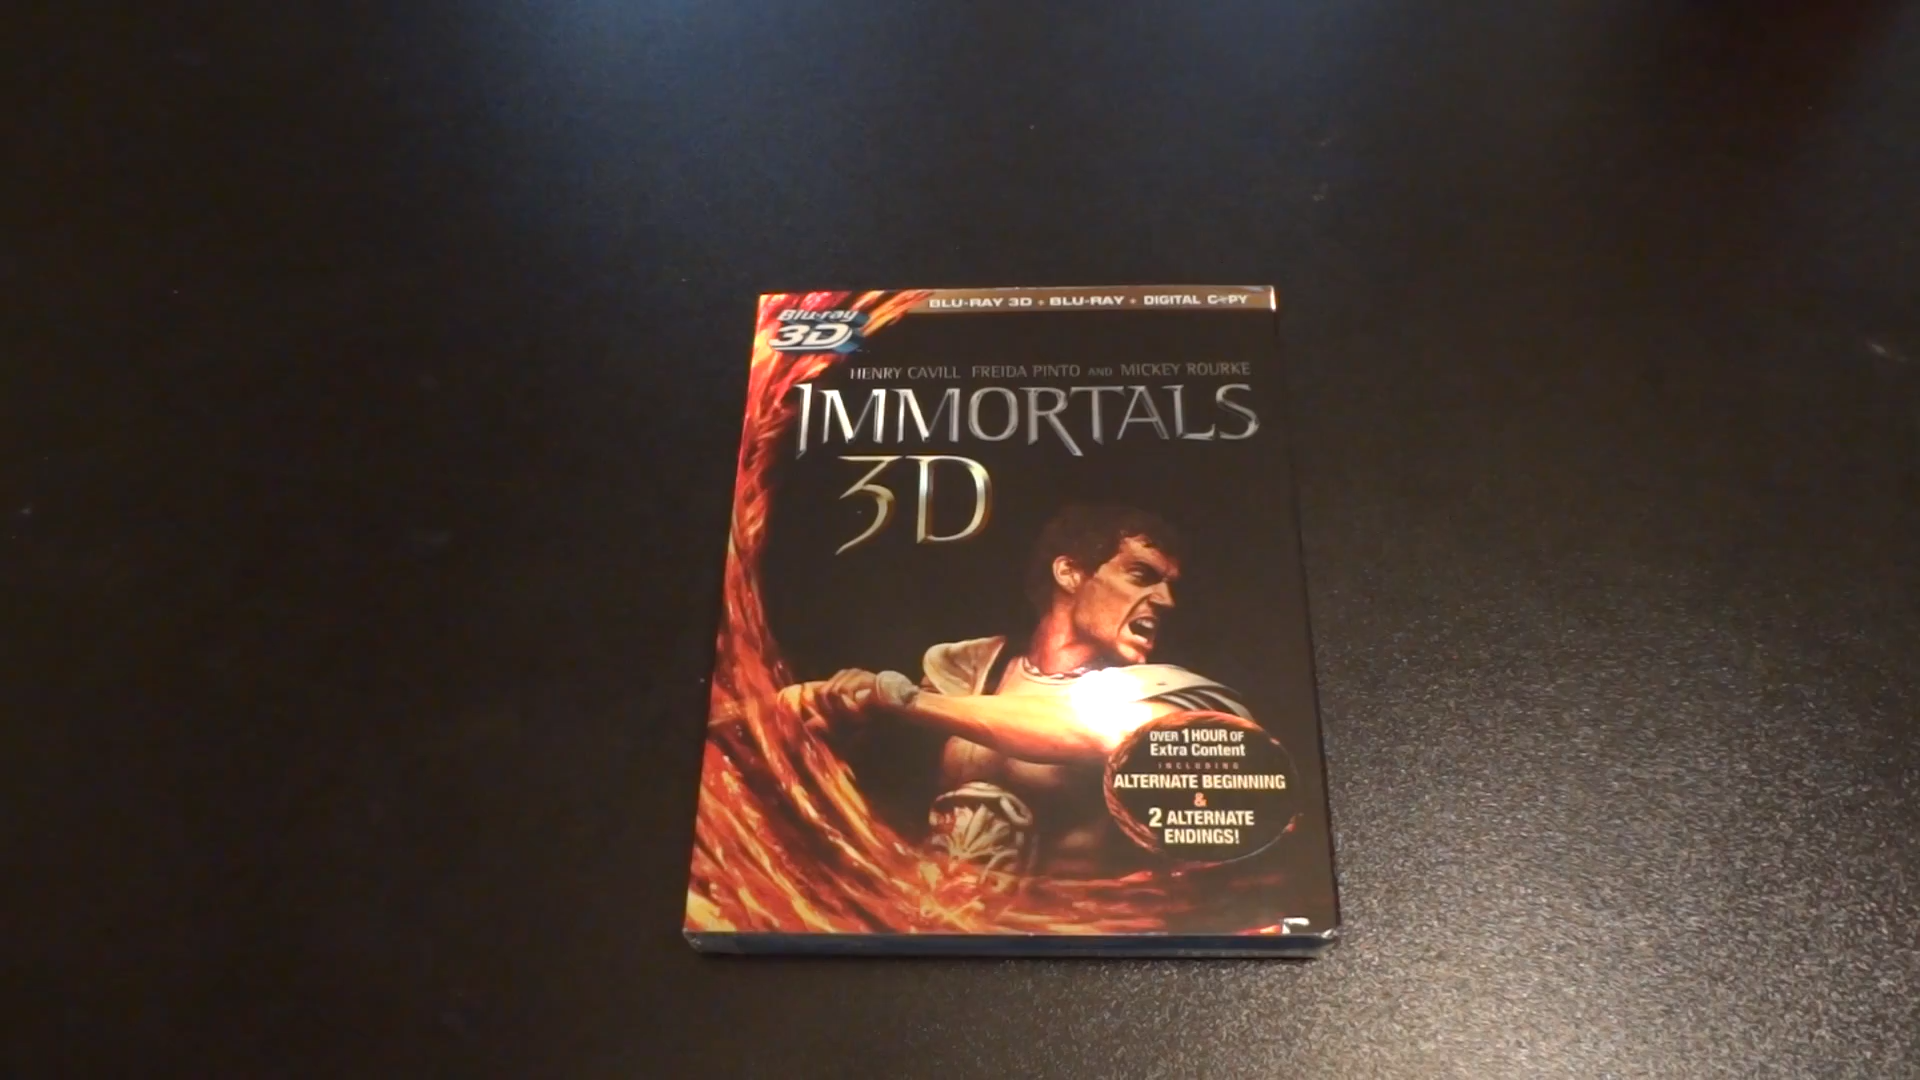 BLU-RAY 3D + BLU-RAY + DIGITAL COPY
Blu-ray
3D
HENRY CAVILL FREIDA PINTO AND MICKEY ROURKE
IMMORTALS
3D
OVER 1 HOUR OF
Extra Content
INCLUDING
ALTERNATE BEGINNING
&
2 ALTERNATE
ENDINGS!